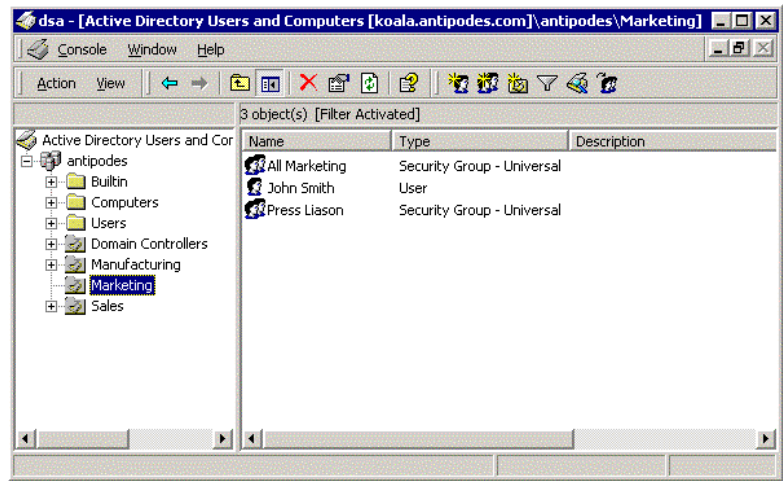 dsa - [Active Directory Users and Computers [koala.antipodes.com]\antipodes\Marketing]
Console Window Help
Action View
3 object(s) [Filter Activated]
Active Directory Users and Cor
antipodes
Builtin
Computers
Users
Domain Controllers
Manufacturing
Marketing
Sales
Name Type Description
All Marketing Security Group - Universal
John Smith User
Press Liason Security Group - Universal